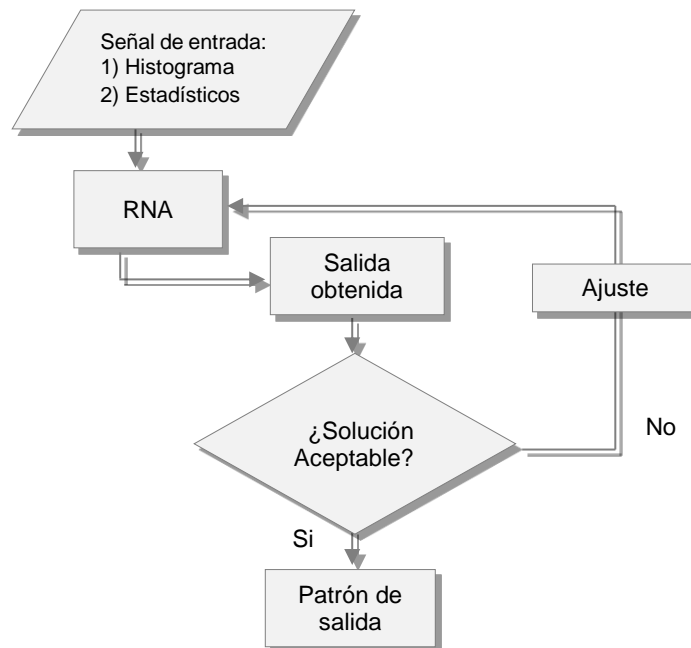 Señal de entrada:
1) Histograma
2) Estadísticos
RNA
Salida
obtenida
Ajuste
¿Solución
Aceptable?
No
Si
Patrón de
salida